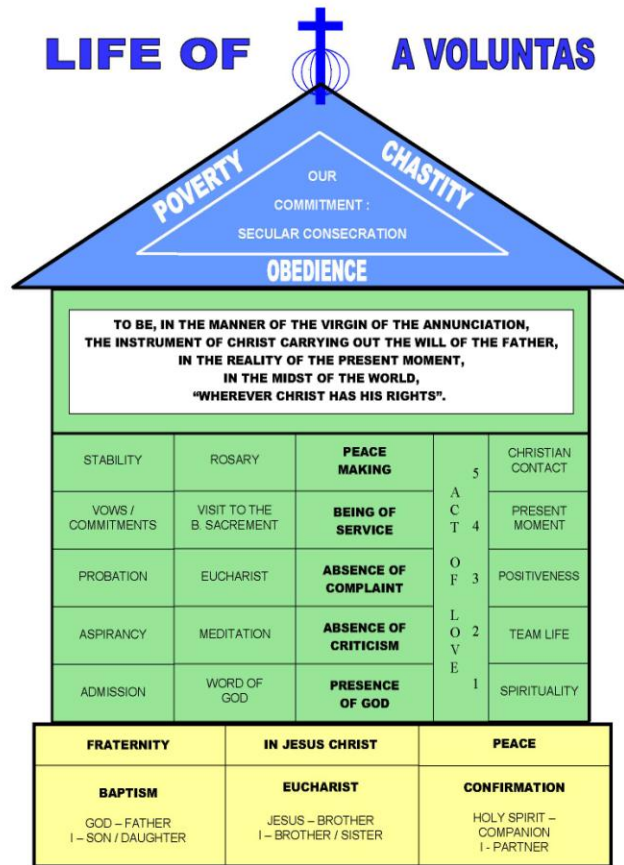 LIFE OF A VOLUNTAS
POVERTY
CHASTITY
OUR
COMMITMENT :
SECULAR CONSECRATION
OBEDIENCE
TO BE, IN THE MANNER OF THE VIRGIN OF THE ANNUNCIATION,
THE INSTRUMENT OF CHRIST CARRYING OUT THE WILL OF THE FATHER,
IN THE REALITY OF THE PRESENT MOMENT,
IN THE MIDST OF THE WORLD,
“WHEREVER CHRIST HAS HIS RIGHTS”.
STABILITY
ROSARY
PEACE
MAKING
5
CHRISTIAN
CONTACT
VOWS /
COMMITMENTS
VISIT TO THE
B. SACREMENT
BEING OF
SERVICE
4
PRESENT
MOMENT
PROBATION
EUCHARIST
ABSENCE OF
COMPLAINT
3
POSITIVENESS
ASPIRANCY
MEDITATION
ABSENCE OF
CRITICISM
2
TEAM LIFE
ADMISSION
WORD OF
GOD
PRESENCE
OF GOD
1
SPIRITUALITY
ACT OF LOVE
FRATERNITY
IN JESUS CHRIST
PEACE
BAPTISM
GOD – FATHER
I – SON / DAUGHTER
EUCHARIST
JESUS – BROTHER
I – BROTHER / SISTER
CONFIRMATION
HOLY SPIRIT –
COMPANION
I - PARTNER